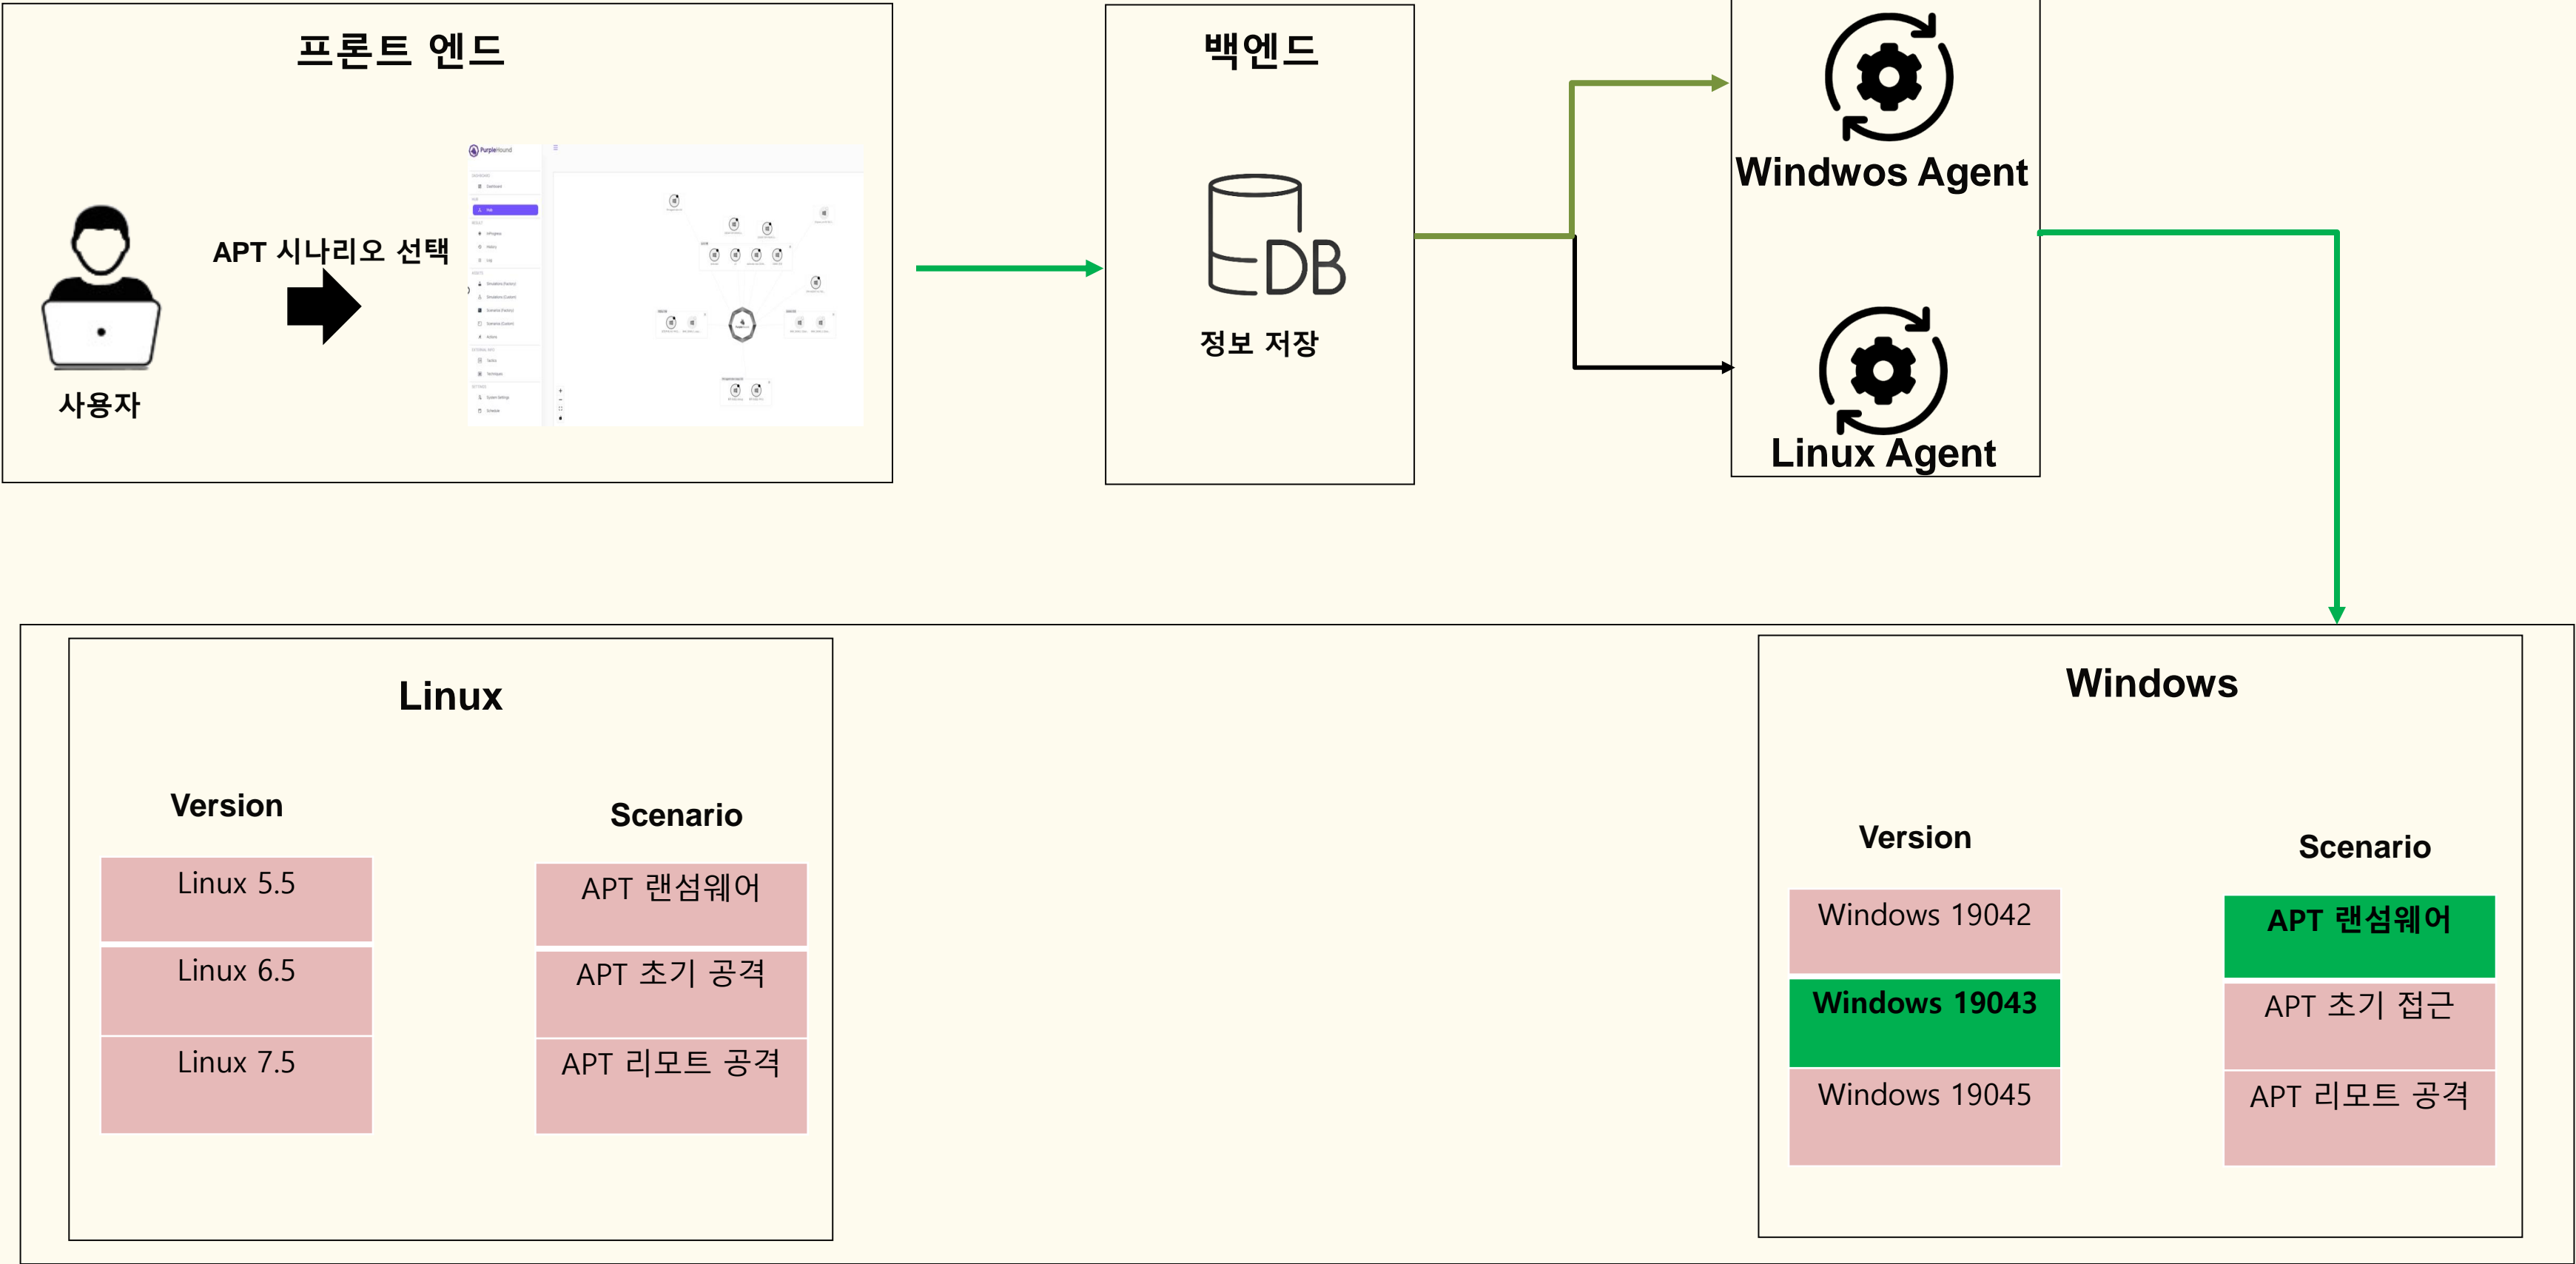 프론트 엔드
APT 시나리오 선택
사용자
PurpleHound
Dashboard
백엔드
DB
정보 저장
Windwos Agent
Linux Agent
Linux
Version
Scenario
Linux 5.5
Linux 6.5
Linux 7.5
APT 랜섬웨어
APT 초기 공격
APT 리모트 공격
Windows
Version
Scenario
Windows 19042
Windows 19043
Windows 19045
APT 랜섬웨어
APT 초기 접근
APT 리모트 공격